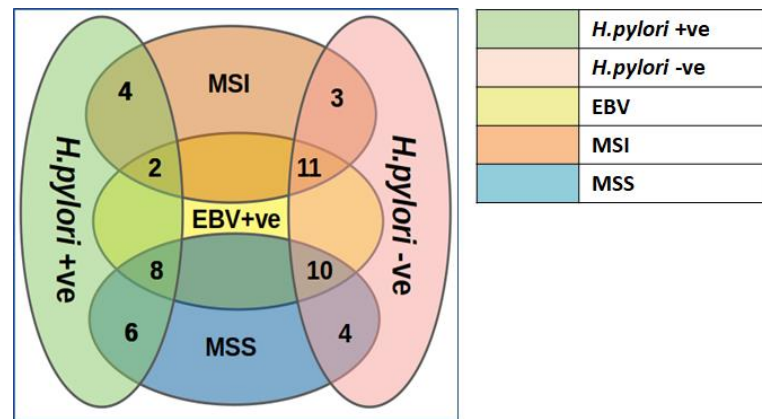 4
MSI
3
H.pylori +ve
2
11
H.pylori -ve
EBV+ve
8
10
6
MSS
4
H.pylori +ve
H.pylori -ve
EBV
MSI
MSS